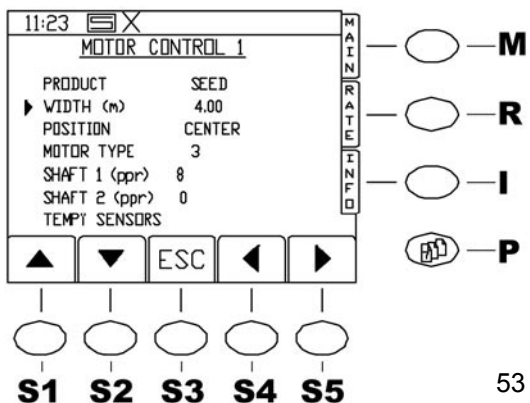 11:23 S
MOTOR CONTROL 1
PRODUCT SEED
WIDTH (m) 4.00
POSITION CENTER
MOTOR TYPE 3
SHAFT 1 (ppr) 8
SHAFT 2 (ppr) 0
TEMPY SENSORS
MAIN
RATE
INFO
ESC
M
R
I
P
S1 S2 S3 S4 S5
53